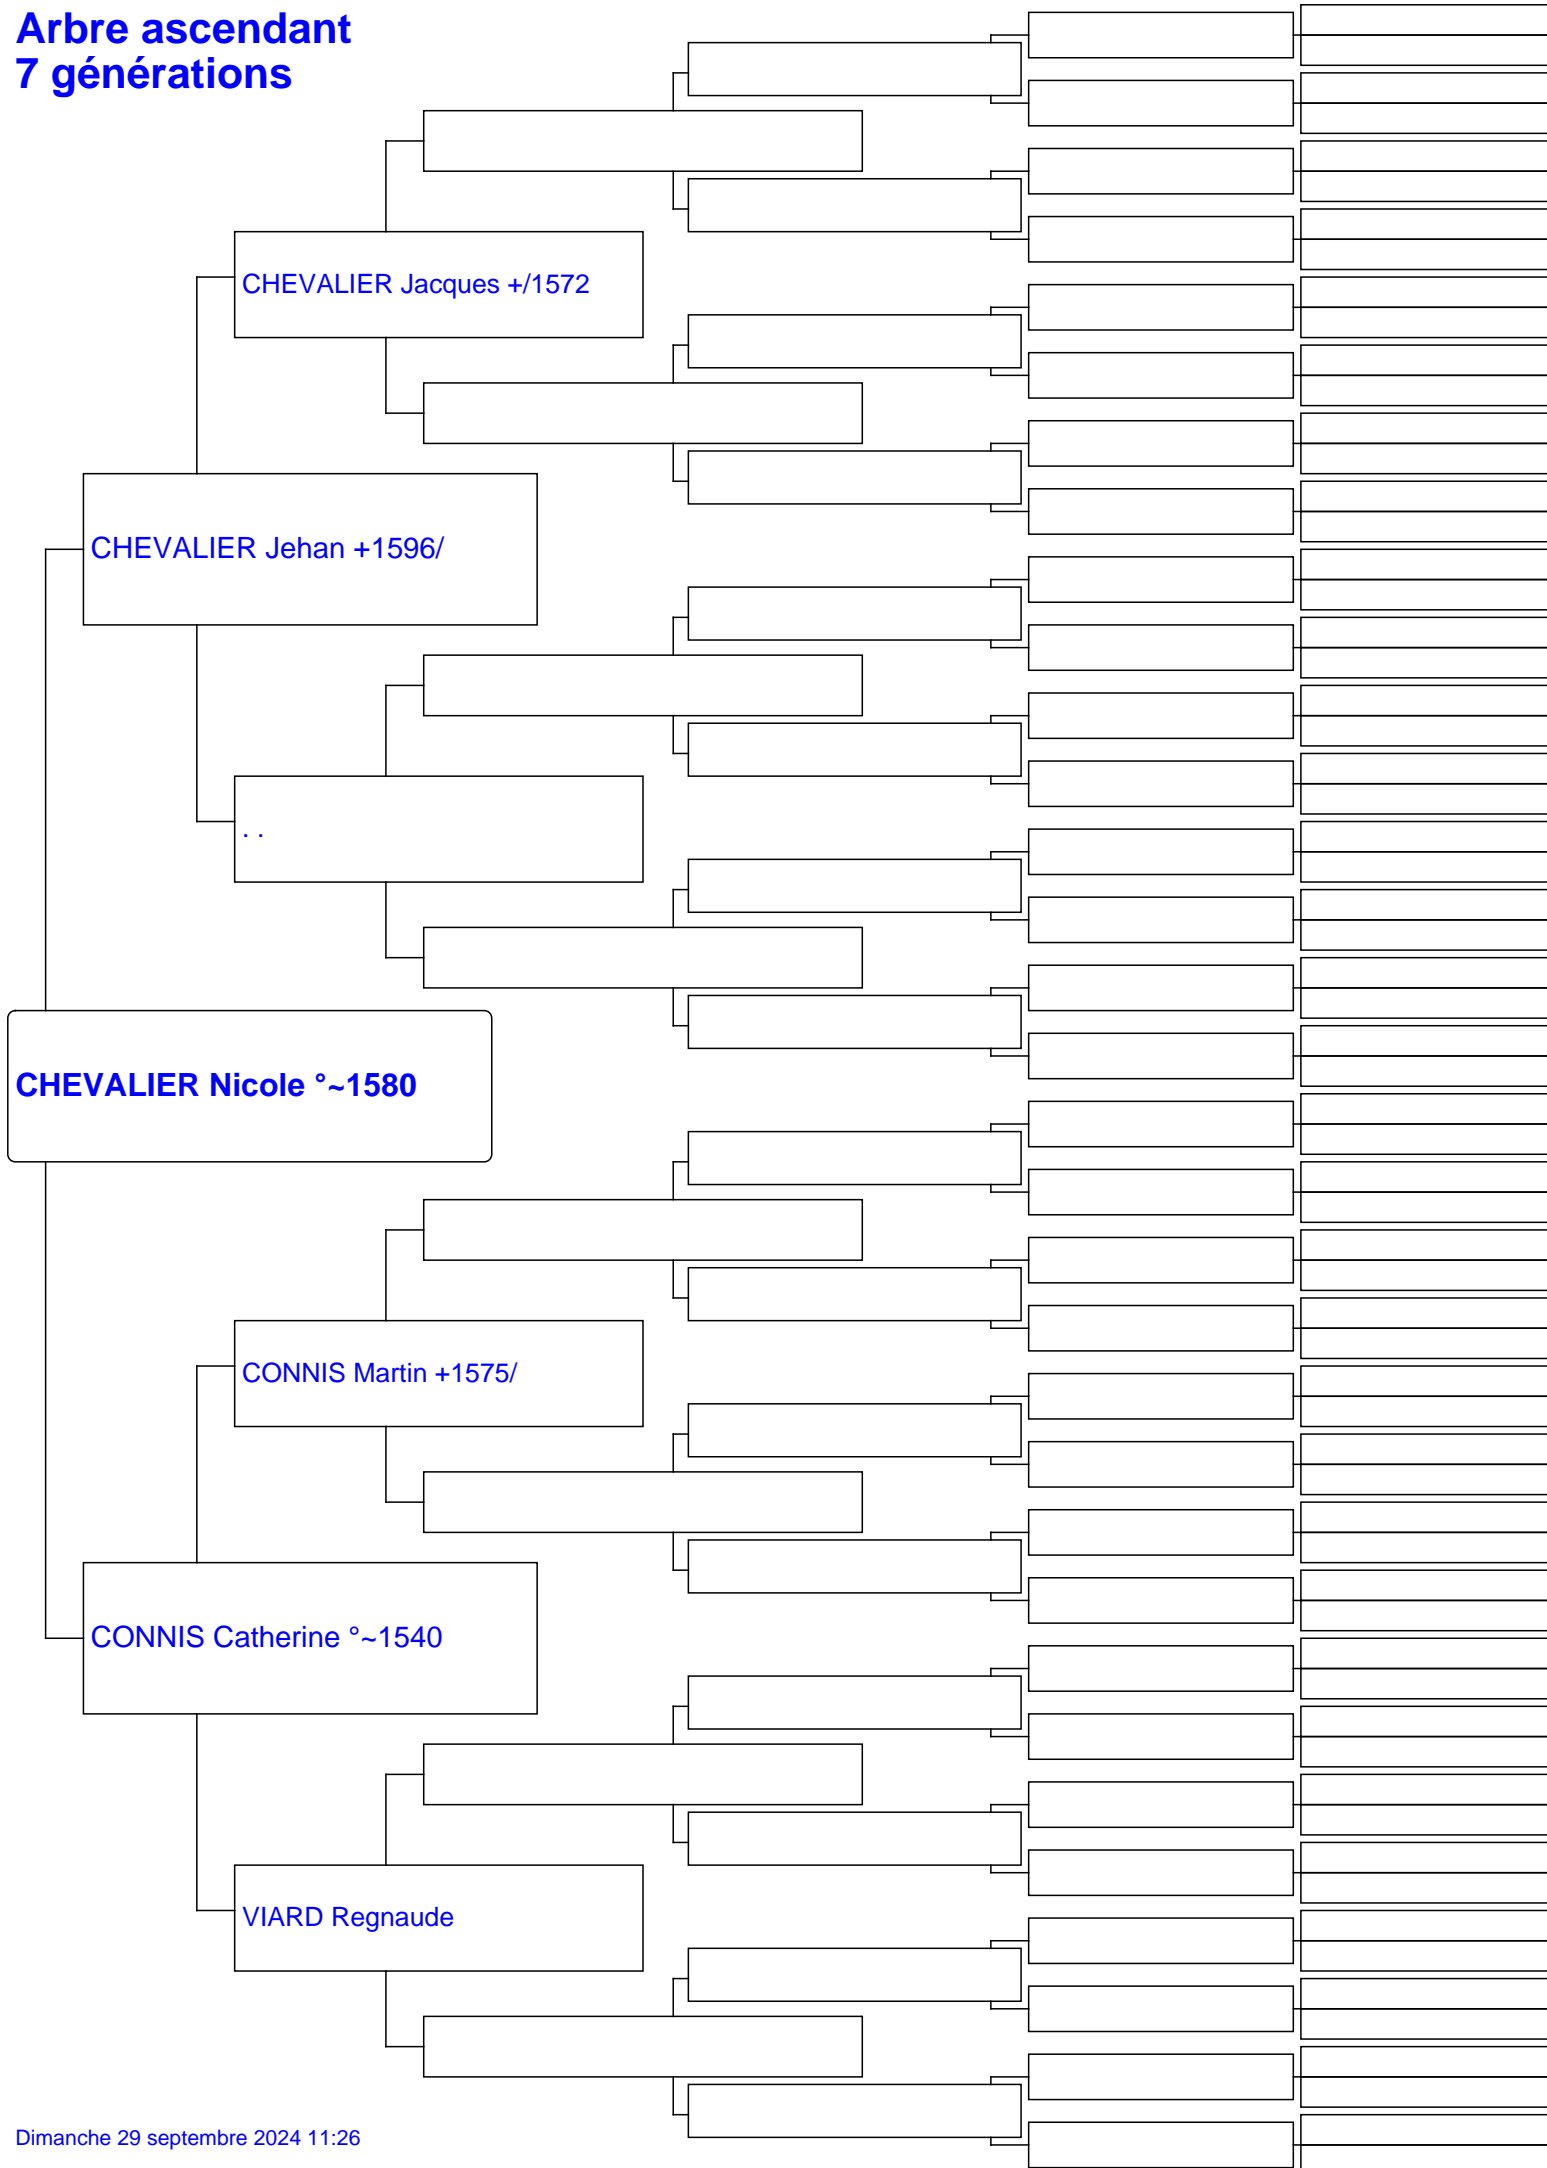 Arbre ascendant
7 générations
CHEVALIER Jacques +/1572
CHEVALIER Jehan +1596/
. .
CHEVALIER Nicole °~1580
CONNIS Martin +1575/
CONNIS Catherine °~1540
VIARD Regnaude
Dimanche 29 septembre 2024 11:26